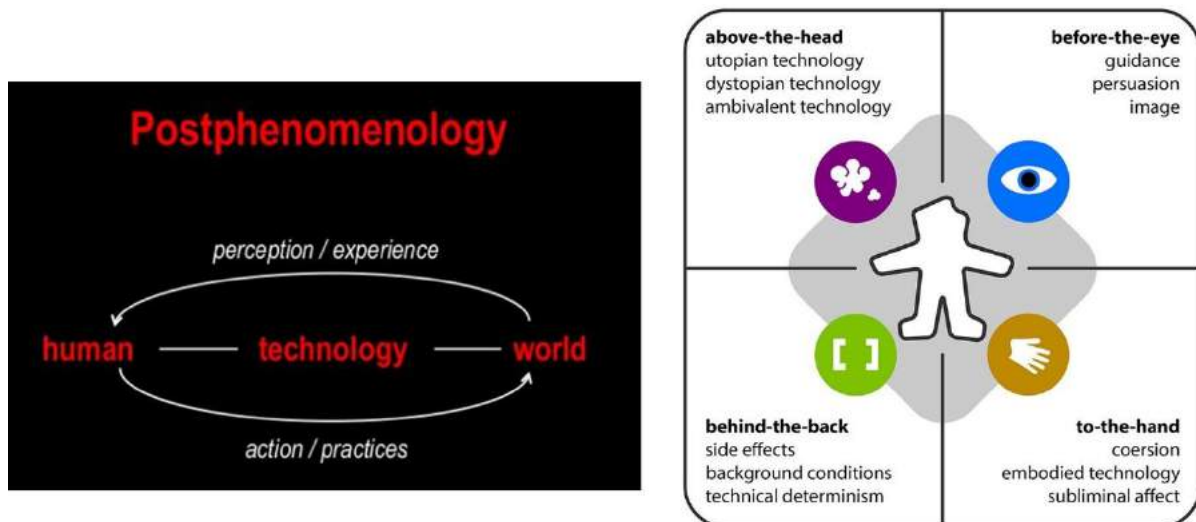 Postphenomenology
perception / experience
human
technology
world
action / practices
above-the-head
utopian technology
dystopian technology
ambivalent technology
before-the-eye
guidance
persuasion
image
behind-the-back
side effects
background conditions
technical determinism
to-the-hand
coersion
embodied technology
subliminal affect